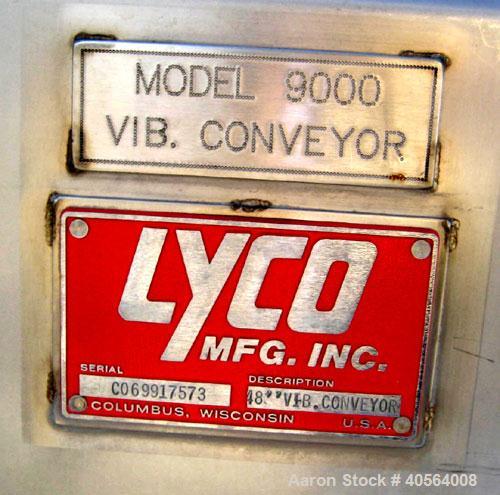 MODEL 9000
VIB. CONVEYOR
LYCO
MFG. INC.
SERIAL
C069917573
DESCRIPTION
48"VIB.CONVEYOR
COLUMBUS, WISCONSIN U.S.A.
Aaron Stock # 40564008